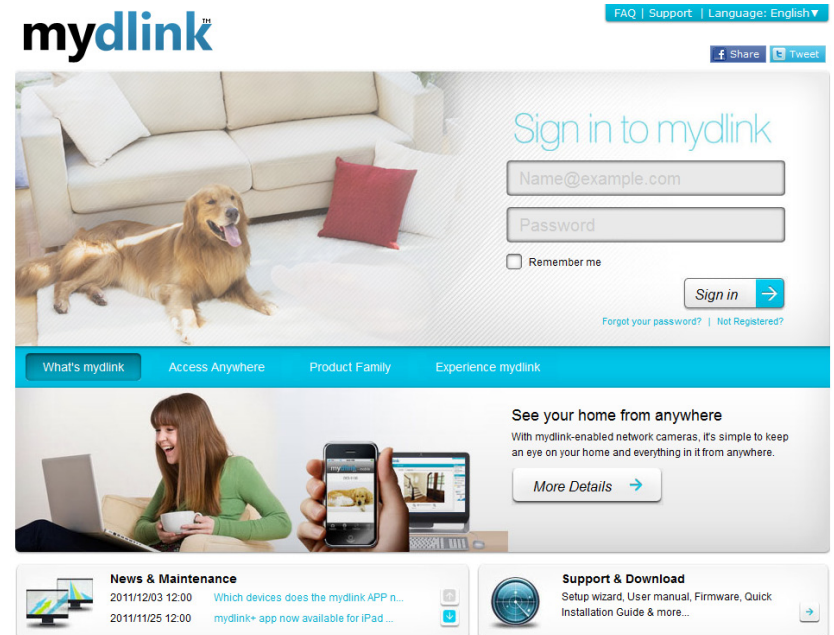 mydlink™
FAQ | Support | Language: English▼
Share
Tweet
Sign in to mydlink
Name@example.com
Password
Remember me
Sign in
Forgot your password? | Not Registered?
What's mydlink
Access Anywhere
Product Family
Experience mydlink
See your home from anywhere
With mydlink-enabled network cameras, it's simple to keep
an eye on your home and everything in it from anywhere.
More Details
mydlink
News & Maintenance
2011/12/03 12:00 Which devices does the mydlink APP n...
2011/11/25 12:00 mydlink+ app now available for iPad ...
Support & Download
Setup wizard, User manual, Firmware, Quick
Installation Guide & more...